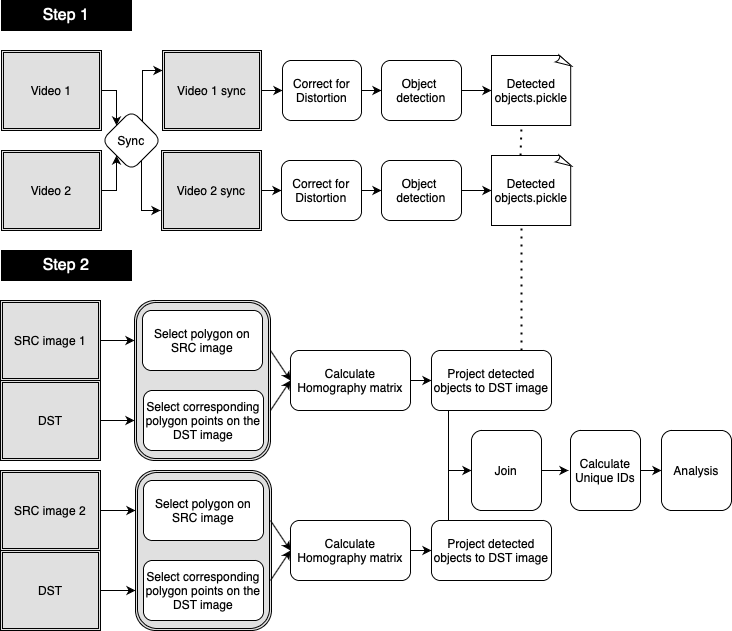 Step 1
Video 1
Video 1 sync
Correct for
Distortion
Object
detection
Detected
objects.pickle
Sync
Video 2
Video 2 sync
Correct for
Distortion
Object
detection
Detected
objects.pickle
Step 2
SRC image 1
Select polygon on
SRC image
Calculate
Homography matrix
Project detected
objects to DST image
DST
Select corresponding
polygon points on the
DST image
Join
Calculate
Unique IDs
Analysis
SRC image 2
Select polygon on
SRC image
Calculate
Homography matrix
Project detected
objects to DST image
DST
Select corresponding
polygon points on the
DST image